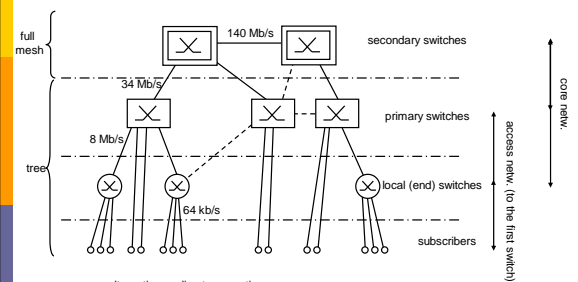 full
mesh
140 Mb/s
secondary switches
34 Mb/s
primary switches
8 Mb/s
tree
local (end) switches
64 kb/s
subscribers
core netw.
access netw. (to the first switch)